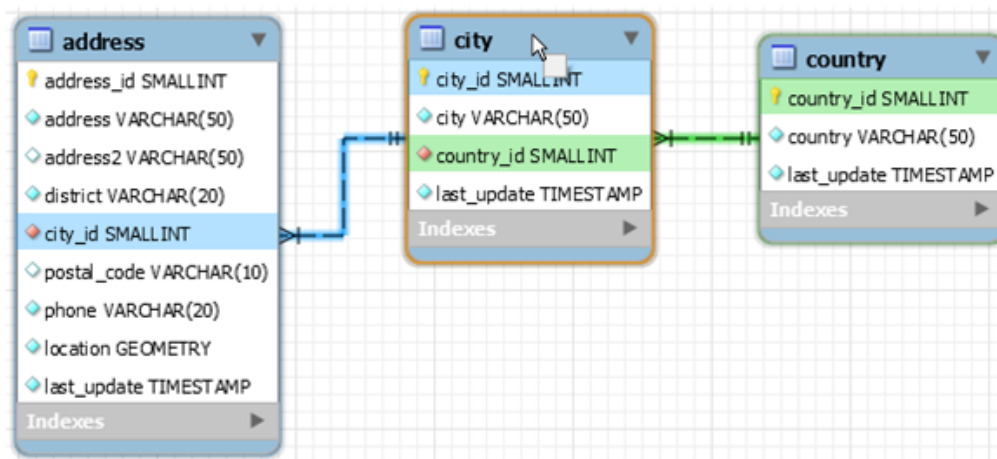 address
address_id SMALLINT
address VARCHAR(50)
address2 VARCHAR(50)
district VARCHAR(20)
city_id SMALLINT
postal_code VARCHAR(10)
phone VARCHAR(20)
location GEOMETRY
last_update TIMESTAMP
Indexes
city
city_id SMALLINT
city VARCHAR(50)
country_id SMALLINT
last_update TIMESTAMP
Indexes
country
country_id SMALLINT
country VARCHAR(50)
last_update TIMESTAMP
Indexes